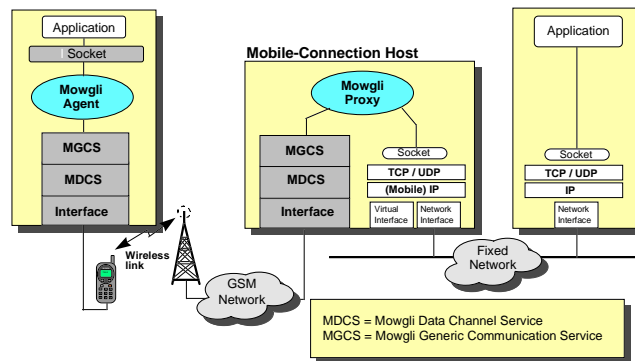 Application
Socket
Mowgli
Agent
MGCS
MDCS
Interface
Wireless
link
Mobile-Connection Host
Mowgli
Proxy
MGCS
MDCS
Interface
Socket
TCP / UDP
(Mobile) IP
Virtual
Interface
Network
Interface
Application
Socket
TCP / UDP
IP
Network
Interface
GSM
Network
Fixed
Network
MDCS = Mowgli Data Channel Service
MGCS = Mowgli Generic Communication Service